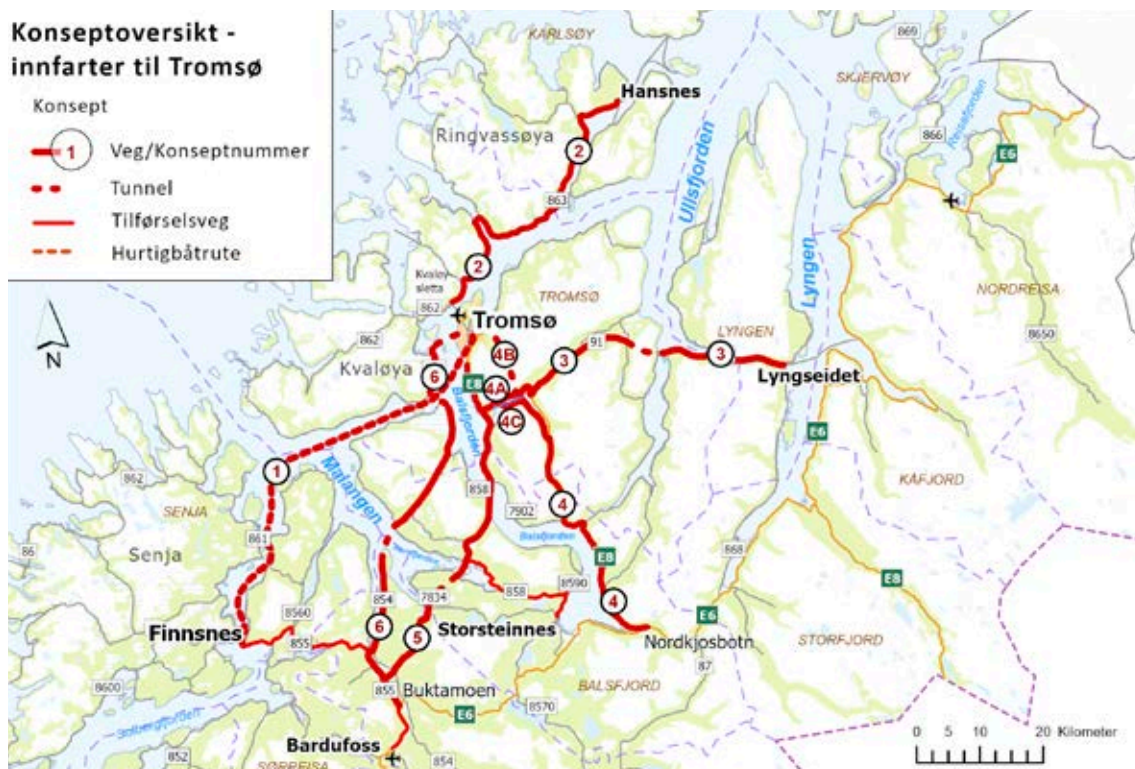 Konseptoversikt -
innfarter til Tromsø
Konsept
1 Veg/Konseptnummer
Tunnel
Tilførselsveg
Hurtigbåtrute
N
KARLSØY
869
SKJERVØY
Hansnes
Ringvassøya
2
863
866
Reisafjorden
E6
Ullsfjorden
2
Kvaløy
sletta
862
TROMSØ
Tromsø
Lyngen
NORDREISA
8650
862
4B
3
91
LYNGEN
3
Lyngseidet
Kvaløya
6
E8
4A
4C
Balsfjorden
E6
KÅFJORD
1
862
Malangen
858
7902
4
SENJA
Senja
86
861
Balsfjorden
E8
868
E8
8560
854
7834
858
8590
4
Finnsnes
855
6
5
Storsteinnes
Nordkjosbotn
E6
STORFJORD
87
8600
855
Buktamoen
BALSFJORD
E6
8570
Bardufoss
852
854
SØRREISA
0 5 10 20 Kilometer